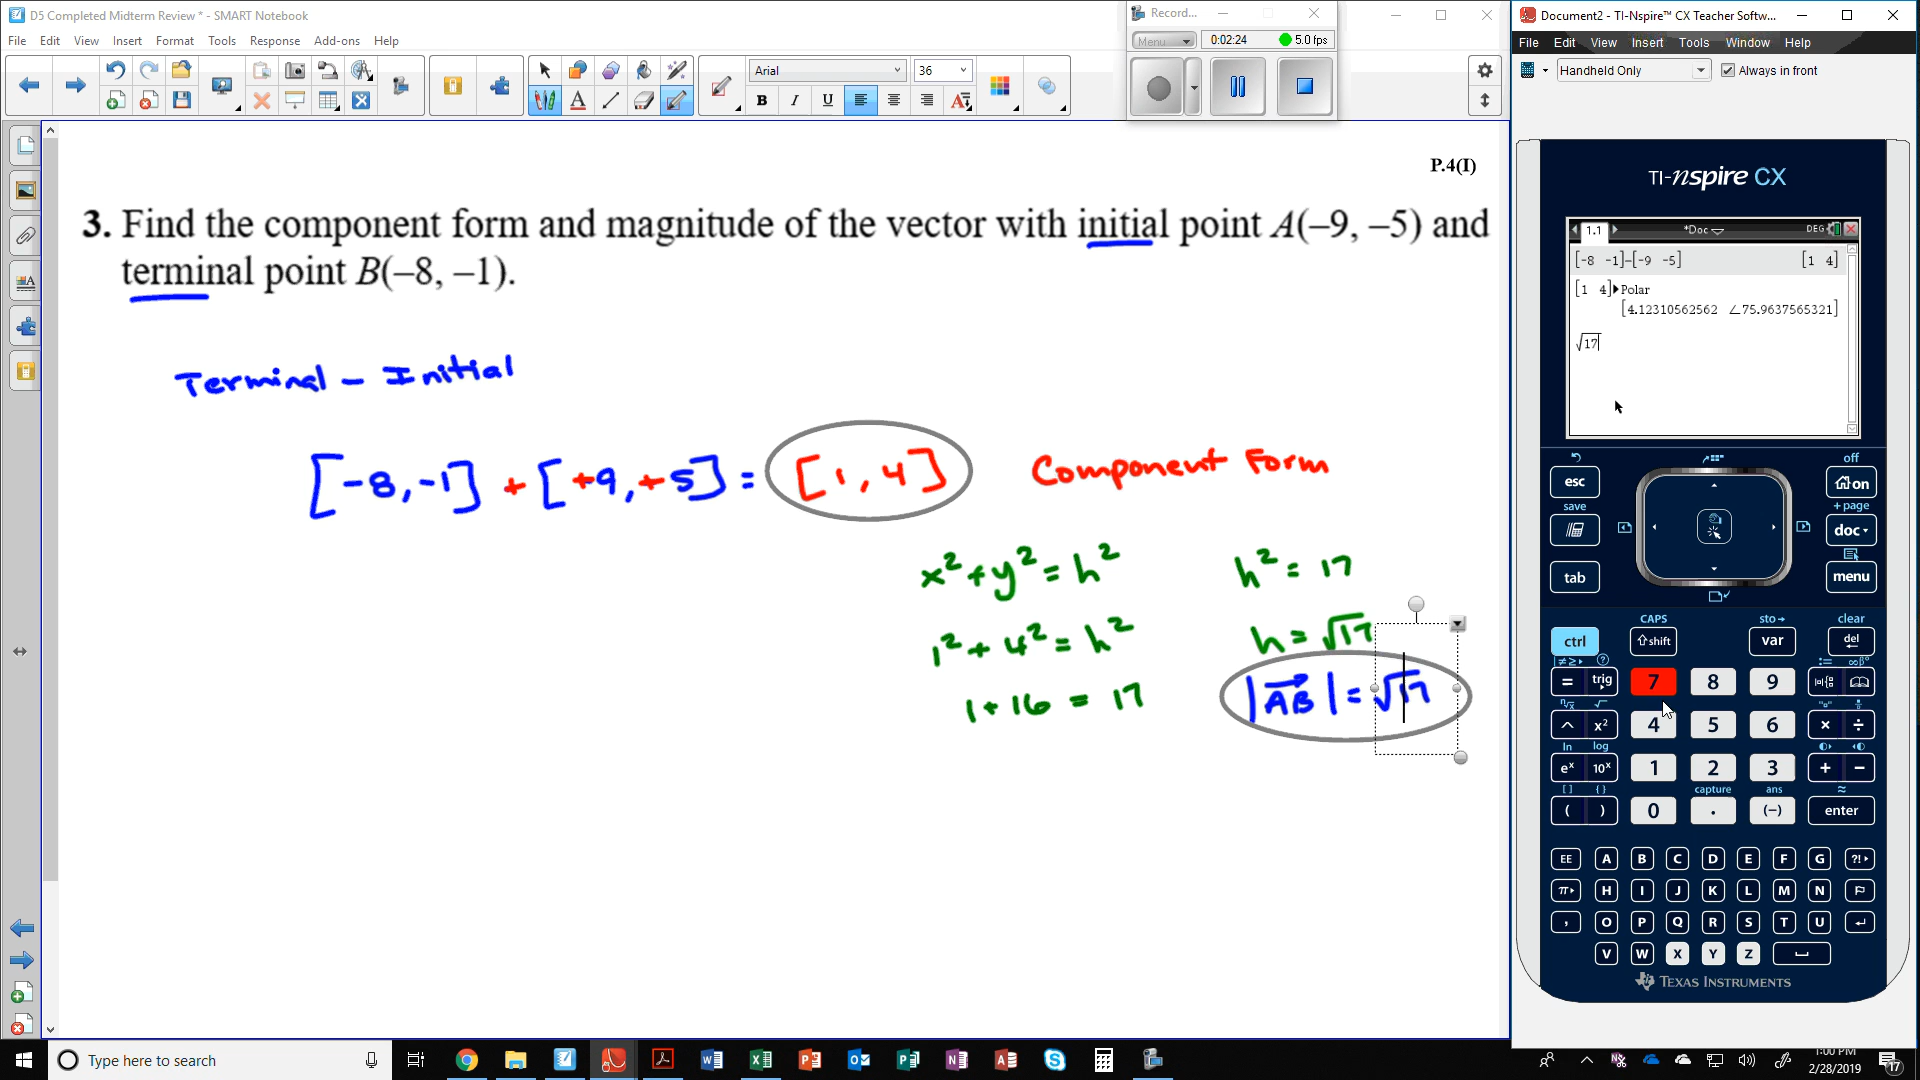 D5 Completed Midterm Review * - SMART Notebook
File Edit View Insert Format Tools Response Add-ons Help
Arial 36
B I U
Record...
Menu 0:02:24 5.0 fps
P.4(I)
3. Find the component form and magnitude of the vector with initial point A(–9, –5) and
terminal point B(–8, –1).
Terminal - Initial
[-8,-1] + [+9,+5] = [1,4] Component Form
x²+y²=h² h²=17
1²+4²=h² h=√17
1+16=17 |AB|=√17
Document2 - TI-Nspire™ CX Teacher Softw...
File Edit View Insert Tools Window Help
Handheld Only Always in front
TI-nspire CX
1.1 *Doc DEG
[-8 -1]-[-9 -5] [1 4]
[1 4]▸Polar
[4.12310562562 ∠75.9637565321]
√17
off
esc on
save + page
doc
tab menu
CAPS sto→ clear
ctrl shift var del
= trig 7 8 9
^ x² 4 5 6 × ÷
ln log
eˣ 10ˣ 1 2 3 + −
[ ] { } capture ans ≈
( ) 0 . (−) enter
EE A B C D E F G ?!▸
π▸ H I J K L M N
, O P Q R S T U
V W X Y Z
TEXAS INSTRUMENTS
Type here to search
1:00 PM
2/28/2019
17